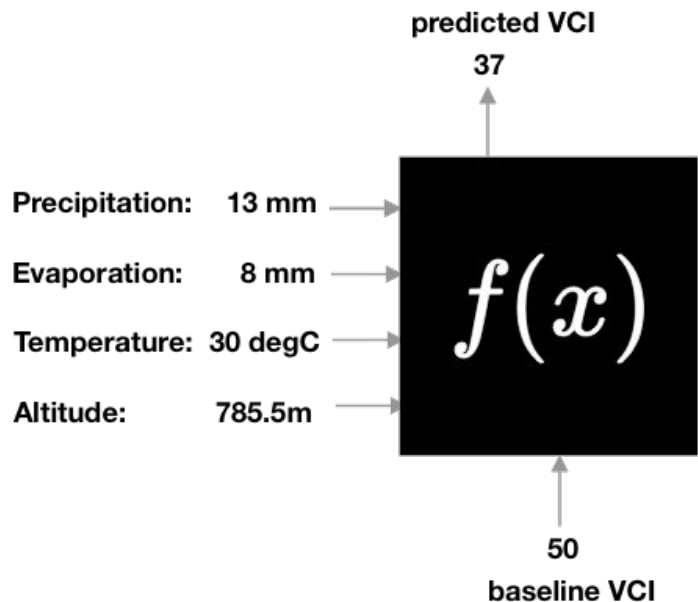 predicted VCI
37
Precipitation: 13 mm
Evaporation: 8 mm
Temperature: 30 degC
Altitude: 785.5m
f(x)
50
baseline VCI